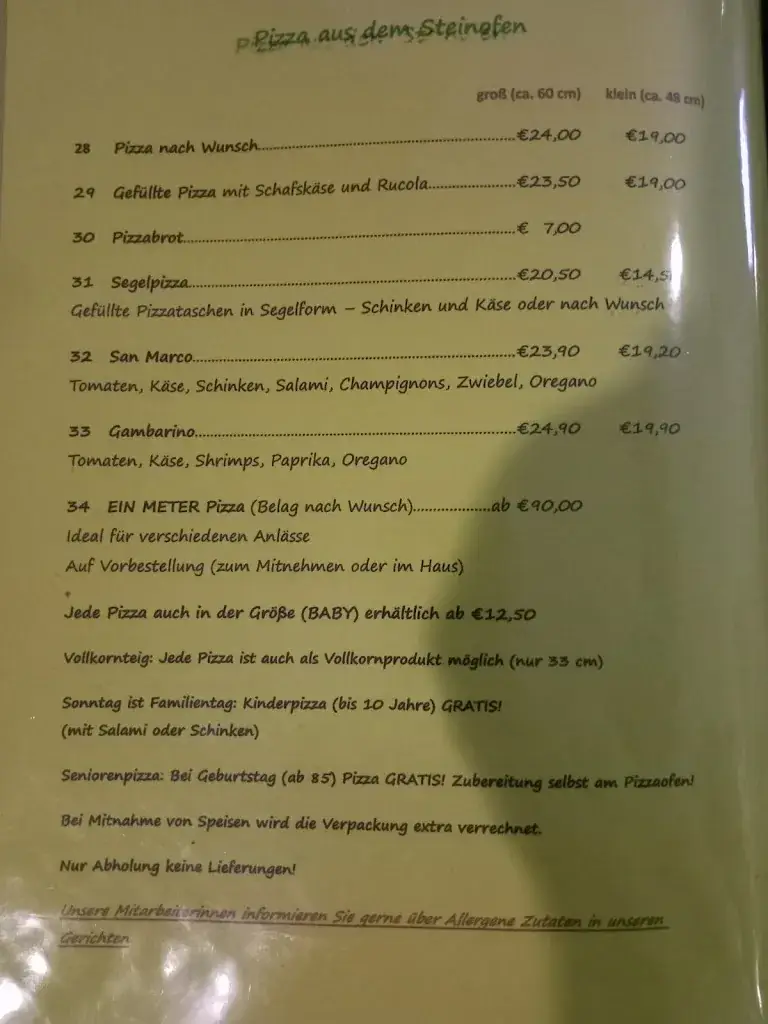 Pizza aus dem Steinofen
groß (ca. 60 cm) klein (ca. 48 cm)
28 Pizza nach Wunsch.....€24,00 €19,00
29 Gefüllte Pizza mit Schafskäse und Rucola.....€23,50 €19,00
30 Pizzabrot.....€ 7,00
31 Segelpizza.....€20,50 €14,5
Gefüllte Pizzataschen in Segelform – Schinken und Käse oder nach Wunsch
32 San Marco.....€23,90 €19,20
Tomaten, Käse, Schinken, Salami, Champignons, Zwiebel, Oregano
33 Gambarino.....€24,90 €19,90
Tomaten, Käse, Shrimps, Paprika, Oregano
34 EIN METER Pizza (Belag nach Wunsch).....ab €90,00
Ideal für verschiedenen Anlässe
Auf Vorbestellung (zum Mitnehmen oder im Haus)
Jede Pizza auch in der Größe (BABY) erhältlich ab €12,50
Vollkornteig: Jede Pizza ist auch als Vollkornprodukt möglich (nur 33 cm)
Sonntag ist Familientag: Kinderpizza (bis 10 Jahre) GRATIS!
(mit Salami oder Schinken)
Seniorenpizza: Bei Geburtstag (ab 85) Pizza GRATIS! Zubereitung selbst am Pizzaofen!
Bei Mitnahme von Speisen wird die Verpackung extra verrechnet.
Nur Abholung keine Lieferungen!
Unsere Mitarbeiterinnen informieren Sie gerne über Allergene Zutaten in unseren
Gerichten